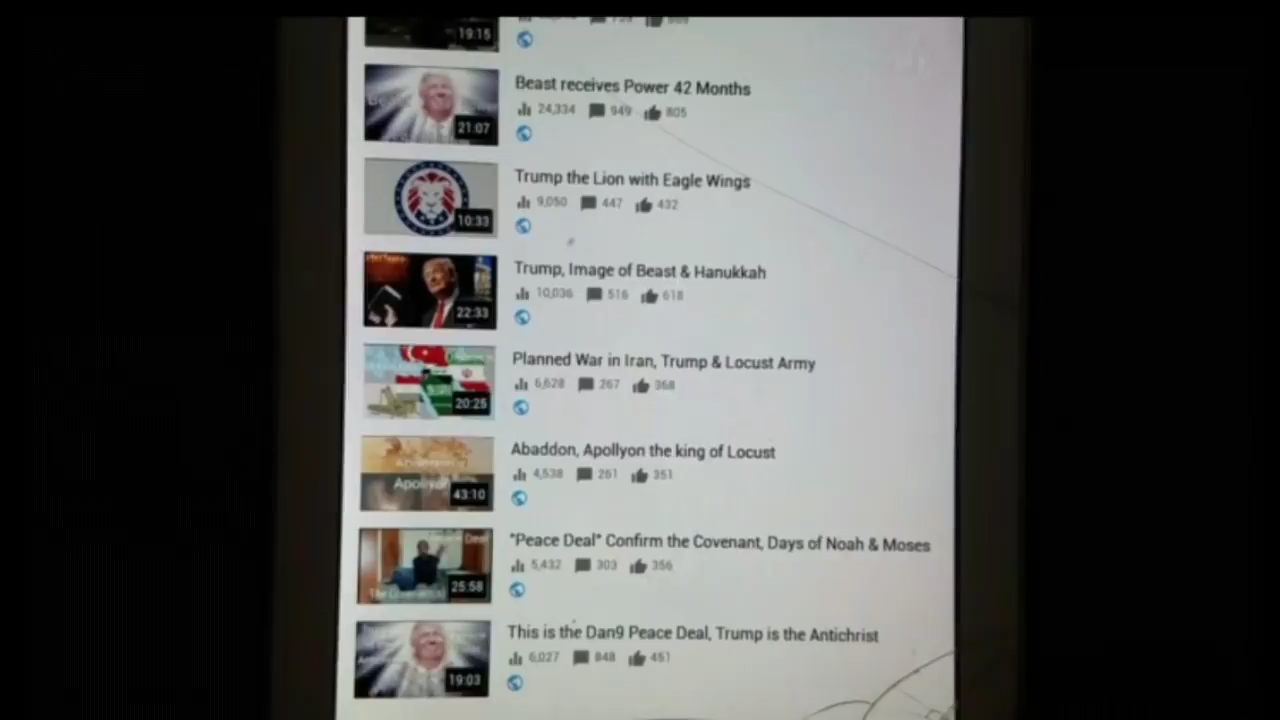 19:15
Beast receives Power 42 Months
24,334 949 805
21:07
Trump the Lion with Eagle Wings
9,050 447 432
10:33
Trump, Image of Beast & Hanukkah
10,036 516 618
22:33
Planned War in Iran, Trump & Locust Army
6,628 267 368
20:25
Abaddon, Apollyon the king of Locust
4,538 261 351
Apollyon
43:10
"Peace Deal" Confirm the Covenant, Days of Noah & Moses
5,432 303 356
25:58
This is the Dan9 Peace Deal, Trump is the Antichrist
6,027 848 451
19:03